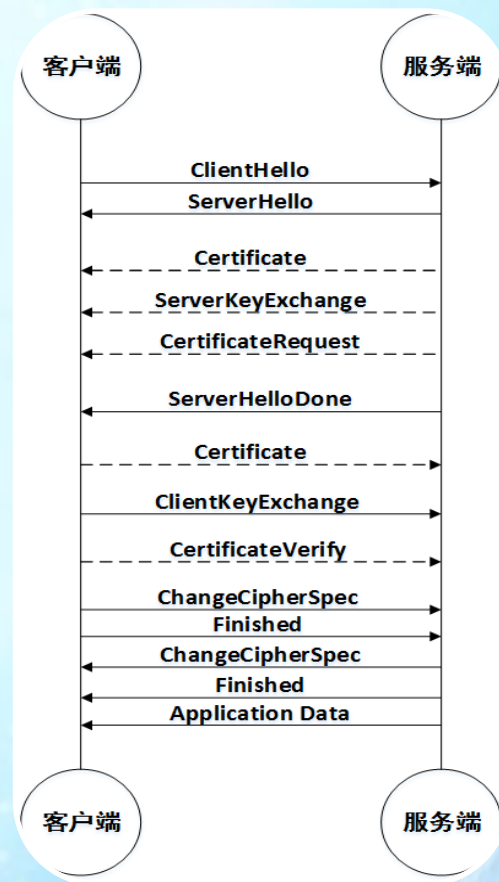 客户端 服务端
ClientHello
ServerHello
Certificate
ServerKeyExchange
CertificateRequest
ServerHelloDone
Certificate
ClientKeyExchange
CertificateVerify
ChangeCipherSpec
Finished
ChangeCipherSpec
Finished
Application Data
客户端 服务端